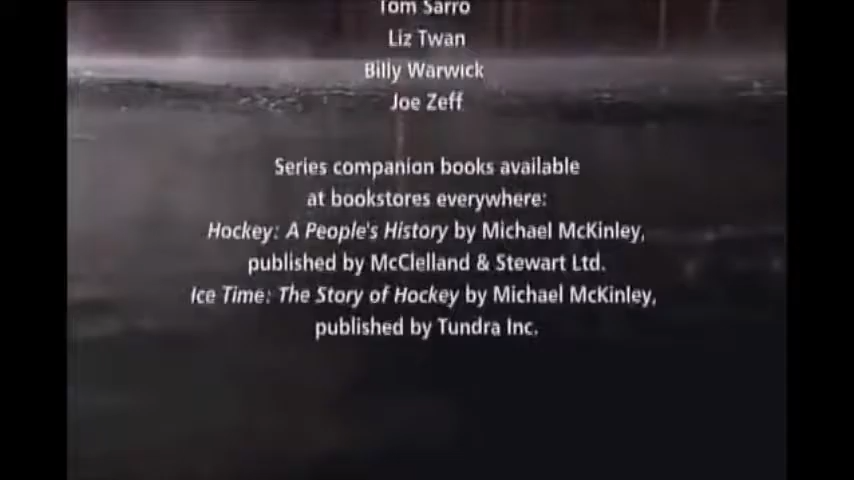 Tom Sarro
Liz Twan
Billy Warwick
Joe Zeff
Series companion books available
at bookstores everywhere:
Hockey: A People's History by Michael McKinley,
published by McClelland & Stewart Ltd.
Ice Time: The Story of Hockey by Michael McKinley,
published by Tundra Inc.